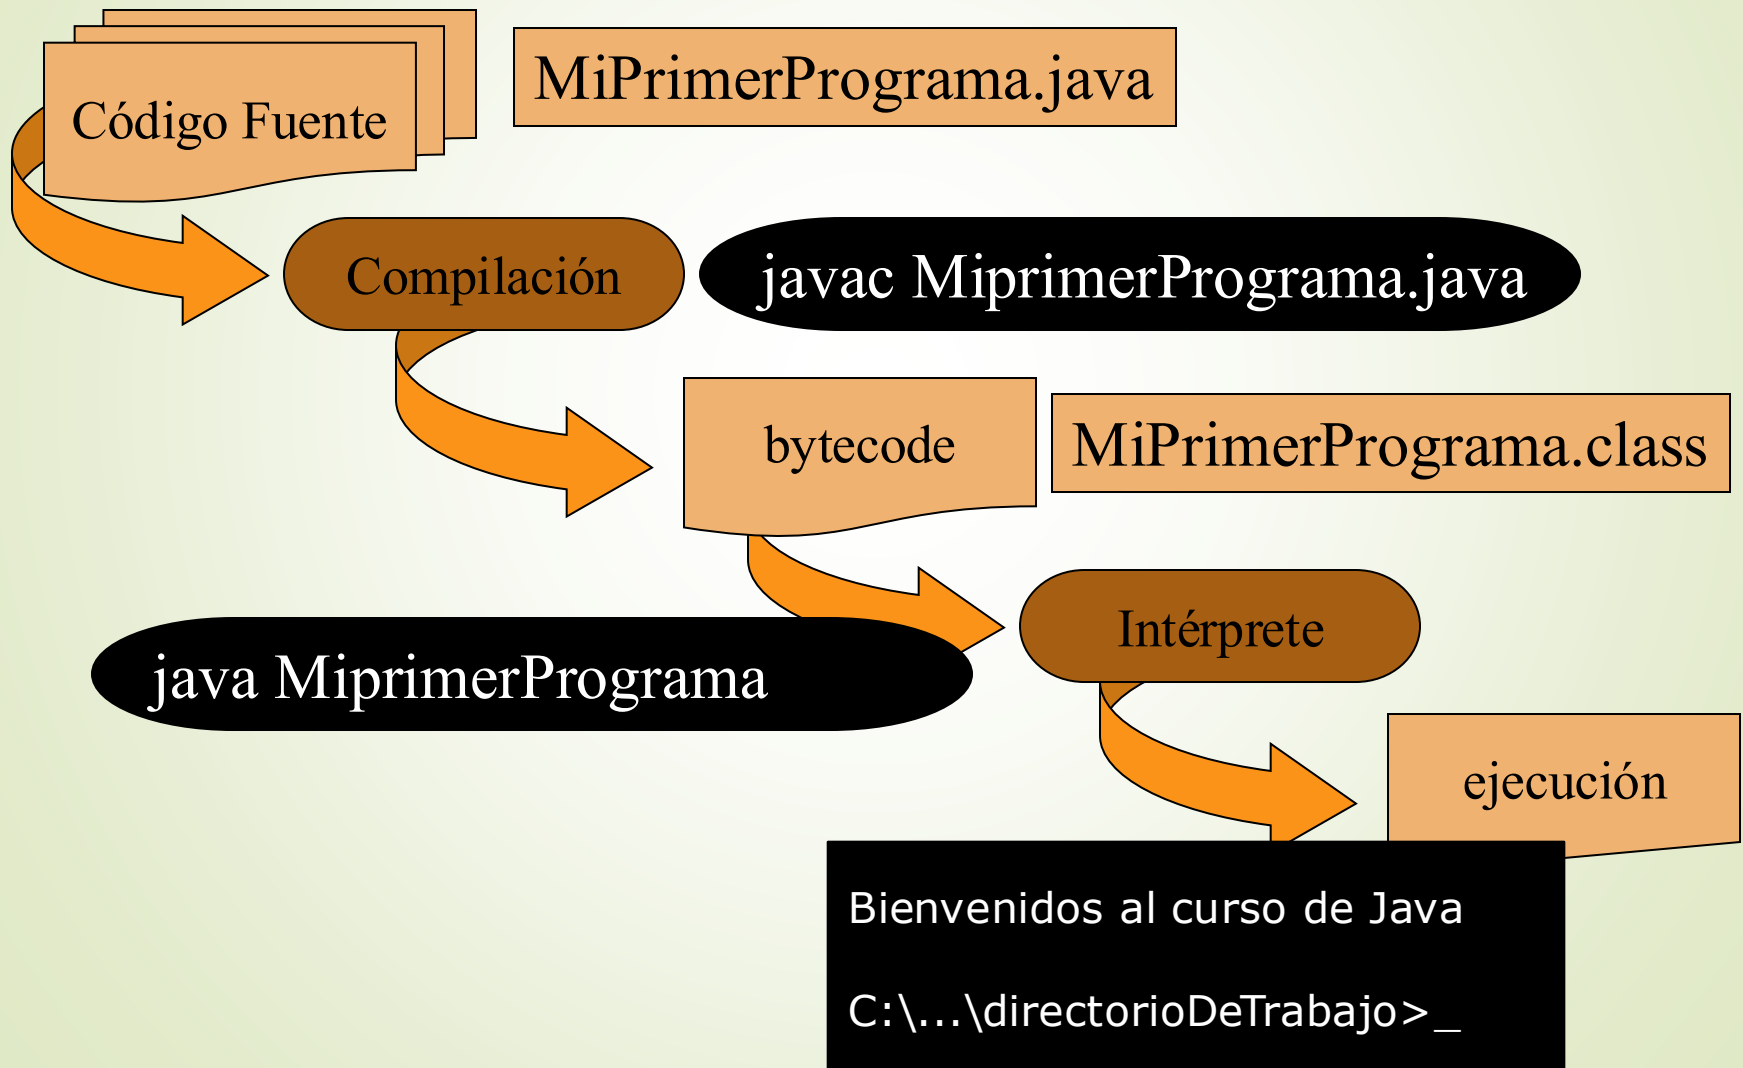 Código Fuente
MiPrimerPrograma.java
Compilación
javac MiprimerPrograma.java
bytecode
MiPrimerPrograma.class
Intérprete
java MiprimerPrograma
ejecución
Bienvenidos al curso de Java
C:\...\directorioDeTrabajo>_